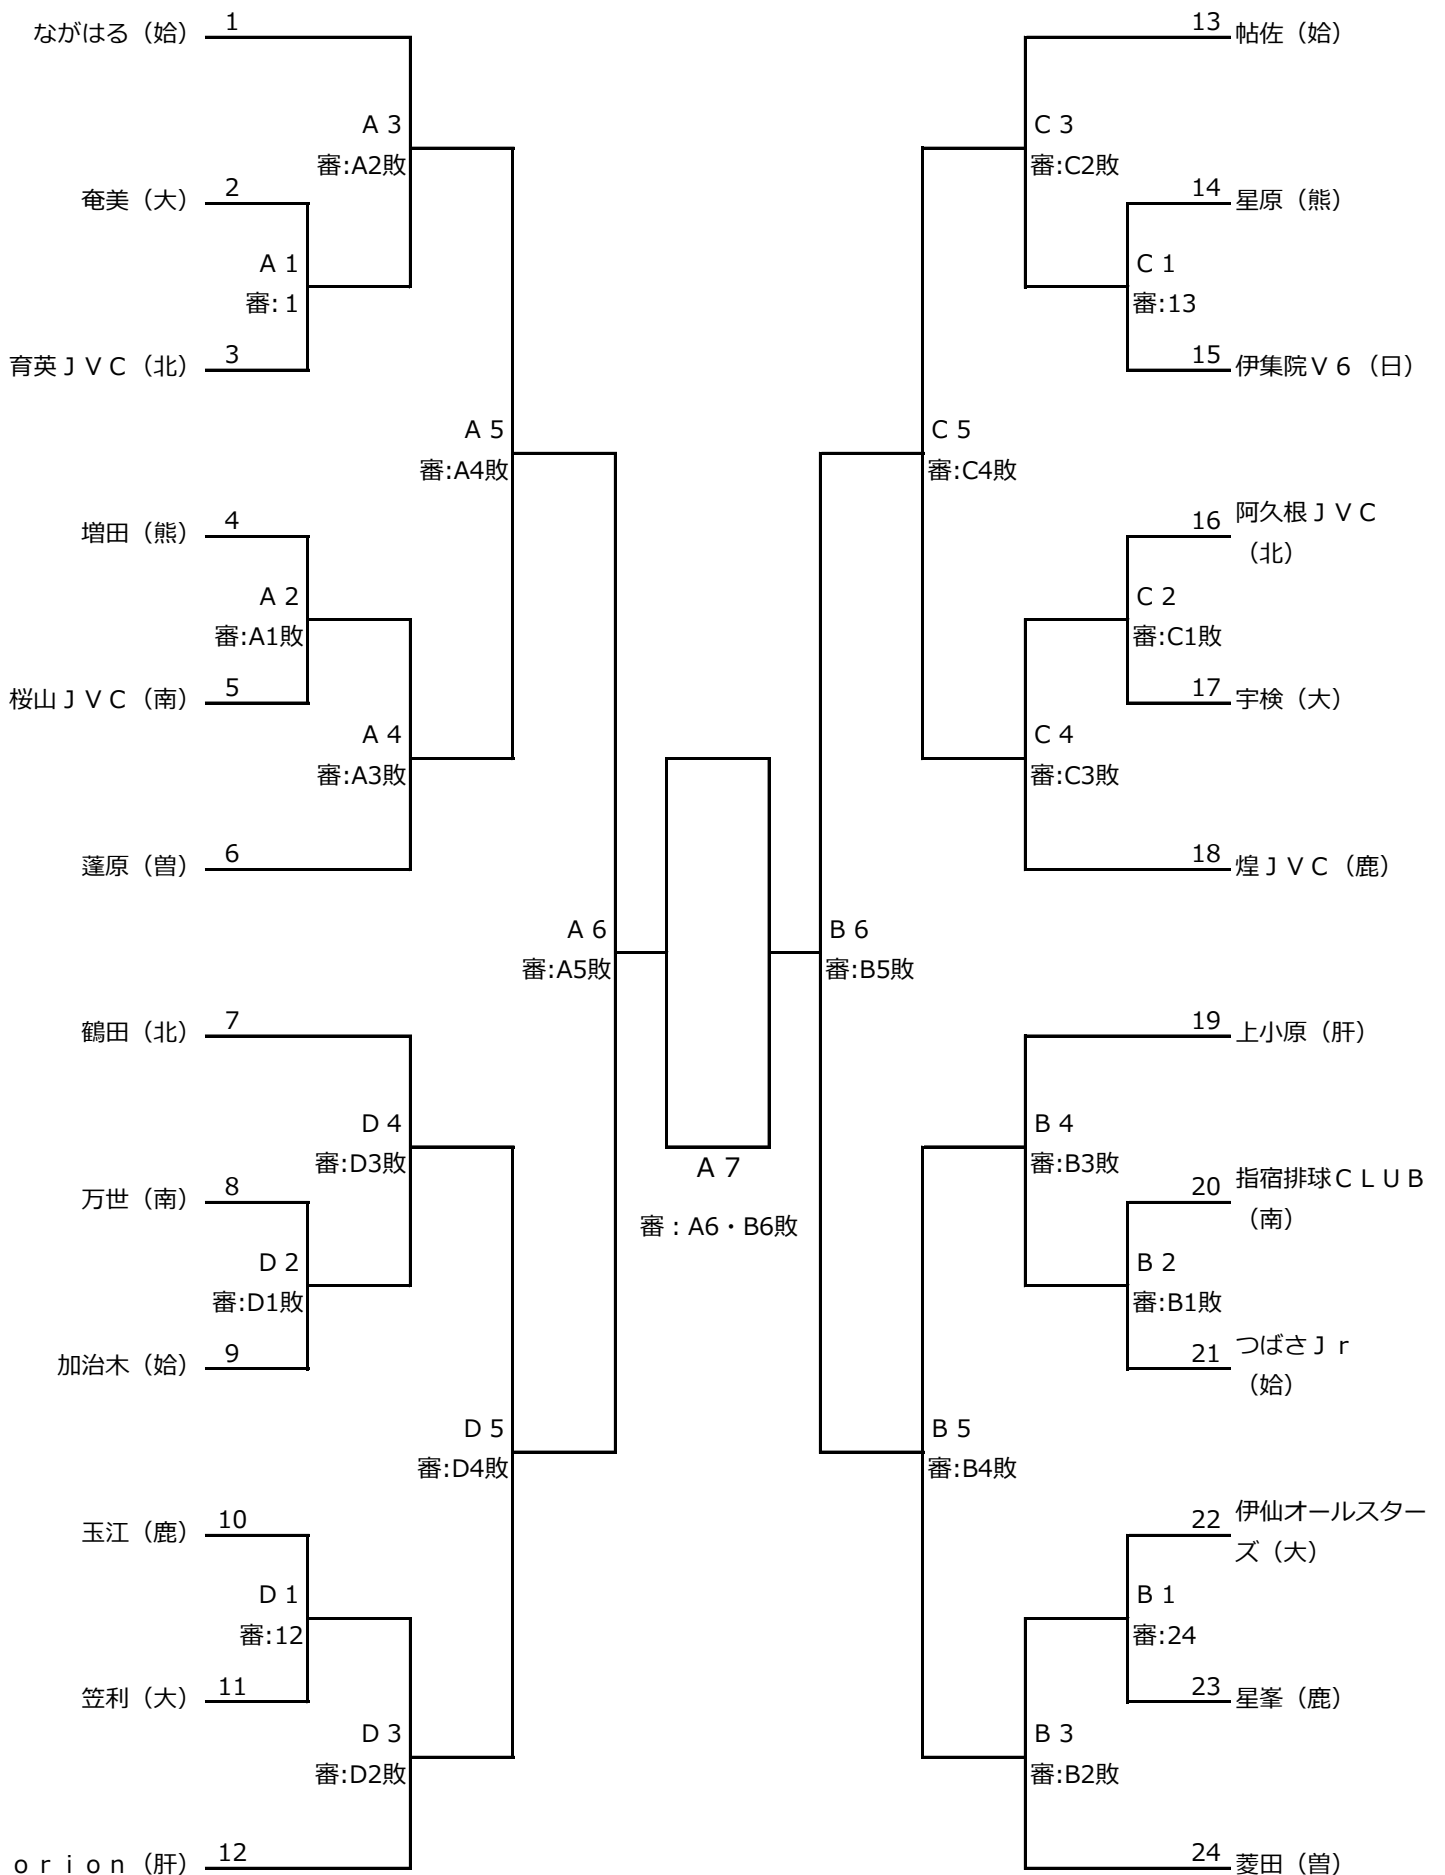 ながはる（姶）
1
A 3
審:A2敗
奄美（大）
2
A 1
審: 1
育英ＪＶＣ（北）
3
A 5
審:A4敗
増田（熊）
4
A 2
審:A1敗
桜山ＪＶＣ（南）
5
A 4
審:A3敗
蓬原（曽）
6
A 6
審:A5敗
鶴田（北）
7
D 4
審:D3敗
万世（南）
8
D 2
審:D1敗
加治木（姶）
9
D 5
審:D4敗
玉江（鹿）
10
D 1
審:12
笠利（大）
11
D 3
審:D2敗
ｏｒｉｏｎ（肝）
12
A 7
審：A6・B6敗
13
帖佐（姶）
C 3
審:C2敗
14
星原（熊）
C 1
審:13
15
伊集院Ｖ６（日）
C 5
審:C4敗
16
阿久根ＪＶＣ
（北）
C 2
審:C1敗
17
宇検（大）
C 4
審:C3敗
18
煌ＪＶＣ（鹿）
B 6
審:B5敗
19
上小原（肝）
B 4
審:B3敗
20
指宿排球ＣＬＵＢ
（南）
B 2
審:B1敗
21
つばさＪｒ
（姶）
B 5
審:B4敗
22
伊仙オールスター
ズ（大）
B 1
審:24
23
星峯（鹿）
B 3
審:B2敗
24
菱田（曽）